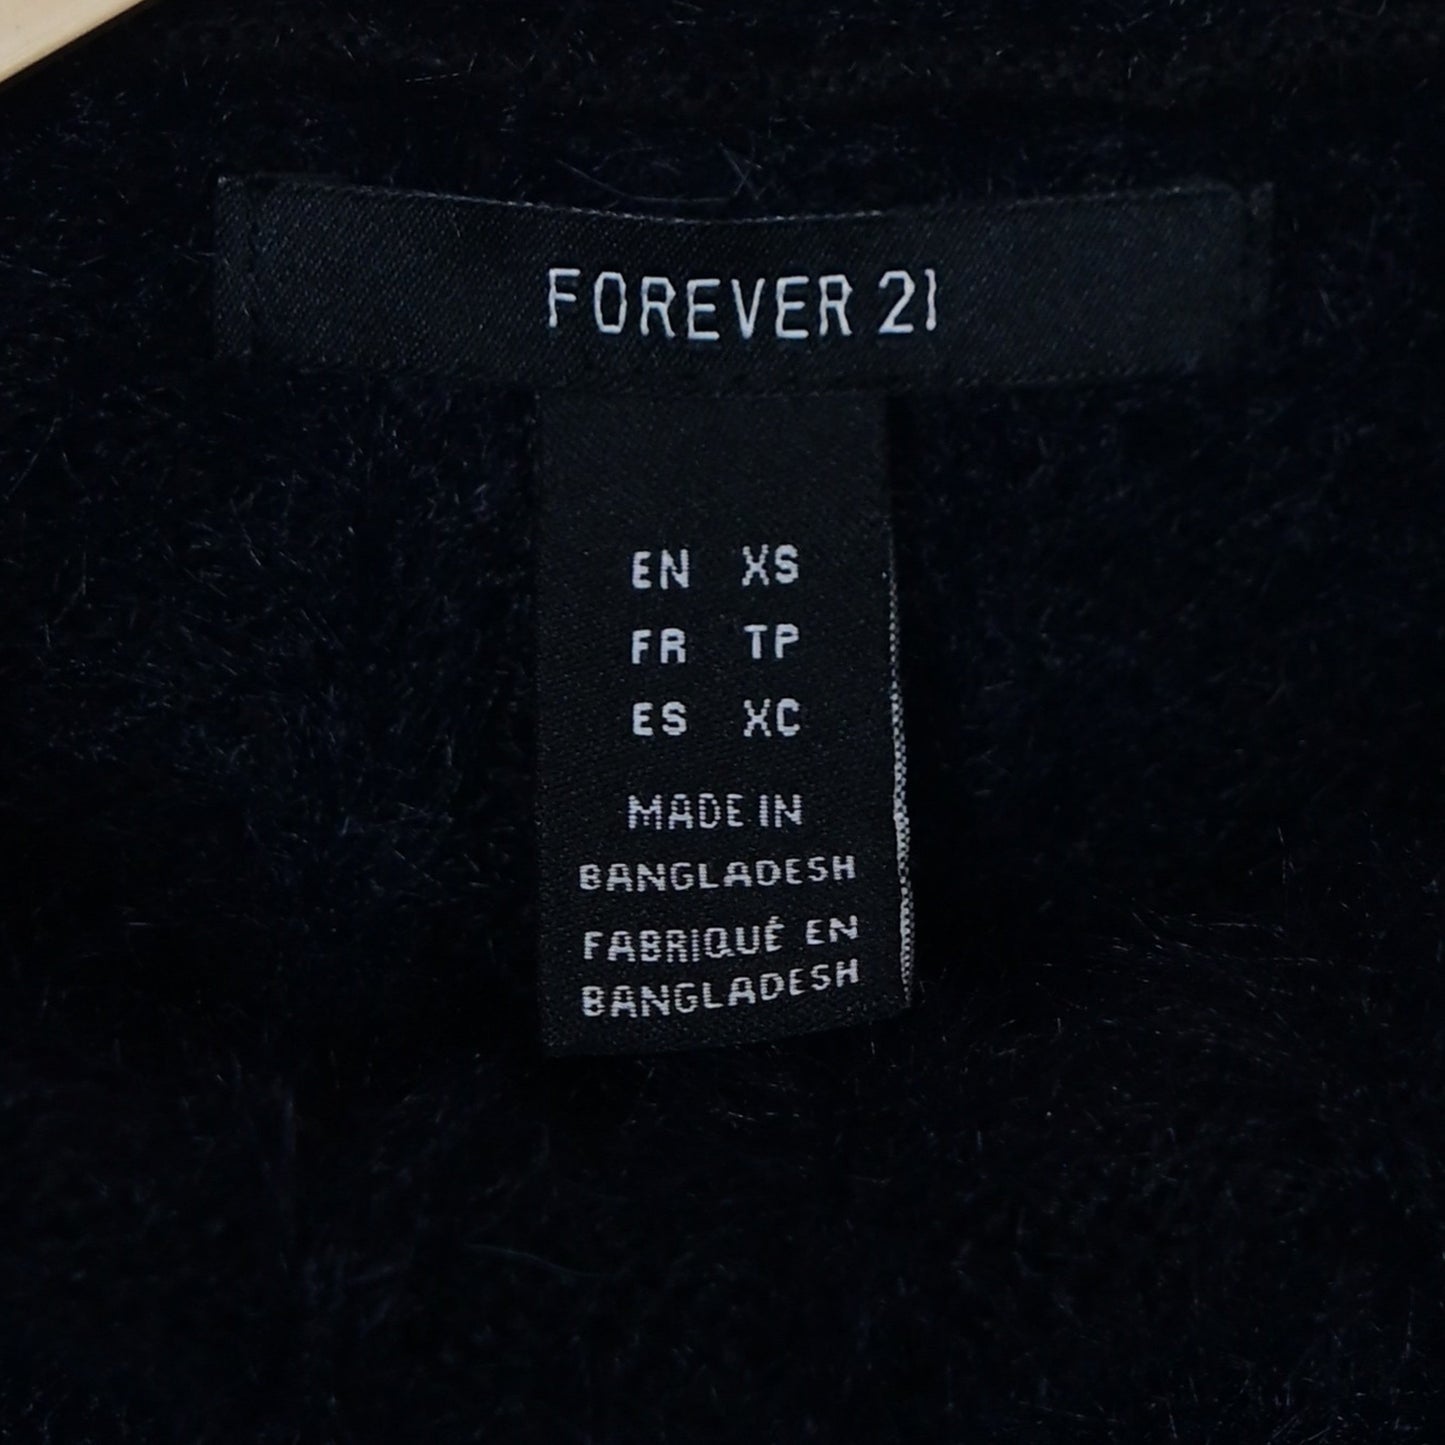 FOREVER 21
EN XS
FR TP
ES XC
MADE IN
BANGLADESH
FABRIQUÉ EN
BANGLADESH